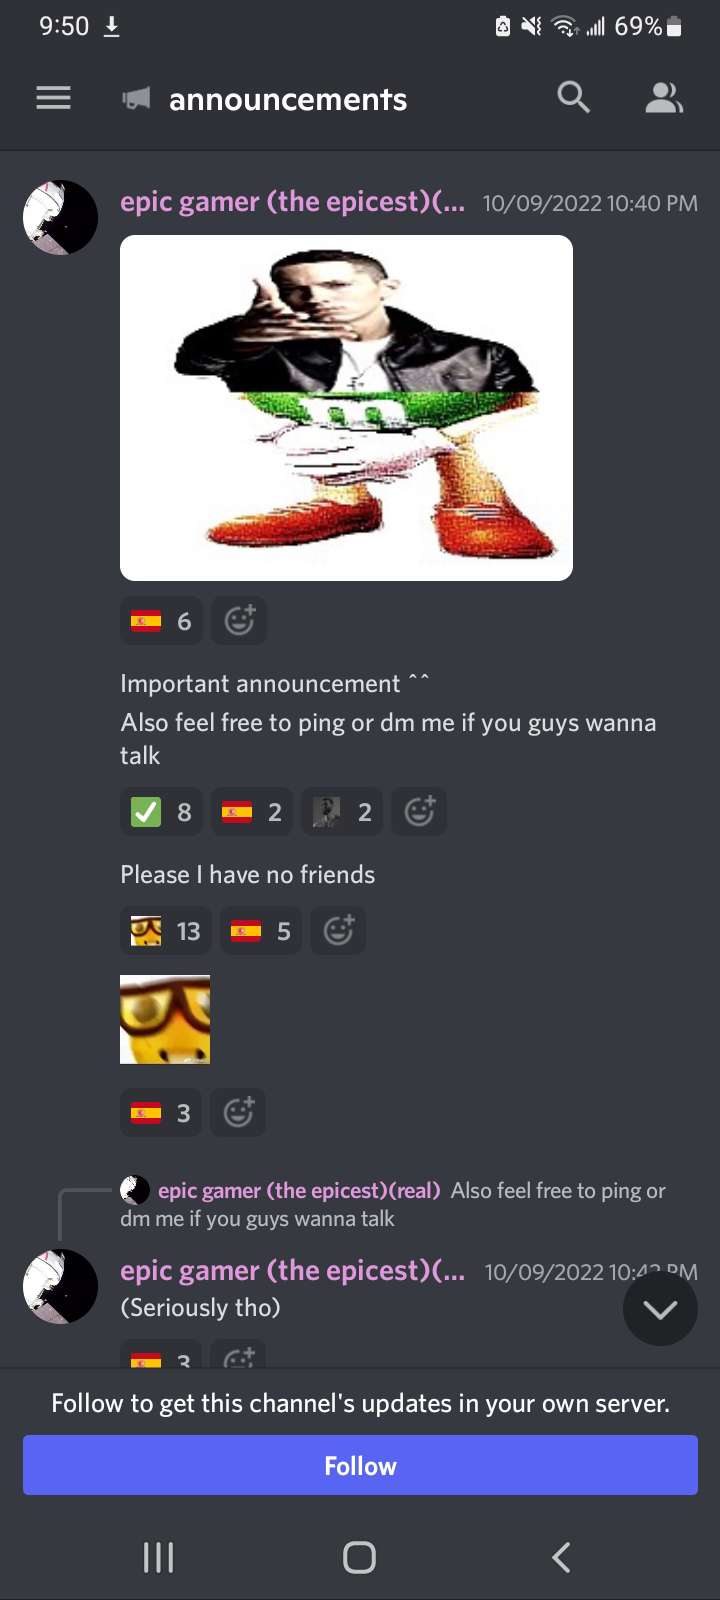 9:50
69%
announcements
epic gamer (the epicest)(... 10/09/2022 10:40 PM
m
6
Important announcement ^^
Also feel free to ping or dm me if you guys wanna
talk
8 2 2
Please I have no friends
13 5
3
epic gamer (the epicest)(real) Also feel free to ping or
dm me if you guys wanna talk
epic gamer (the epicest)(... 10/09/2022 10:42 PM
(Seriously tho)
3
Follow to get this channel's updates in your own server.
Follow